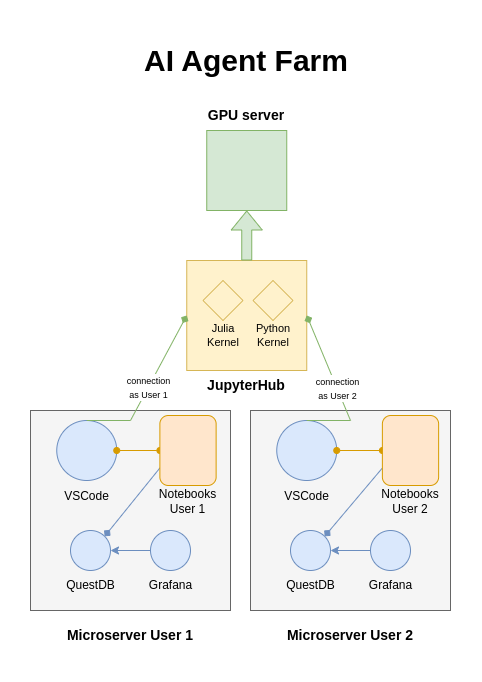 AI Agent Farm
GPU server
Julia
Kernel
Python
Kernel
JupyterHub
connection
as User 1
connection
as User 2
VSCode
Notebooks
User 1
QuestDB
Grafana
Microserver User 1
VSCode
Notebooks
User 2
QuestDB
Grafana
Microserver User 2